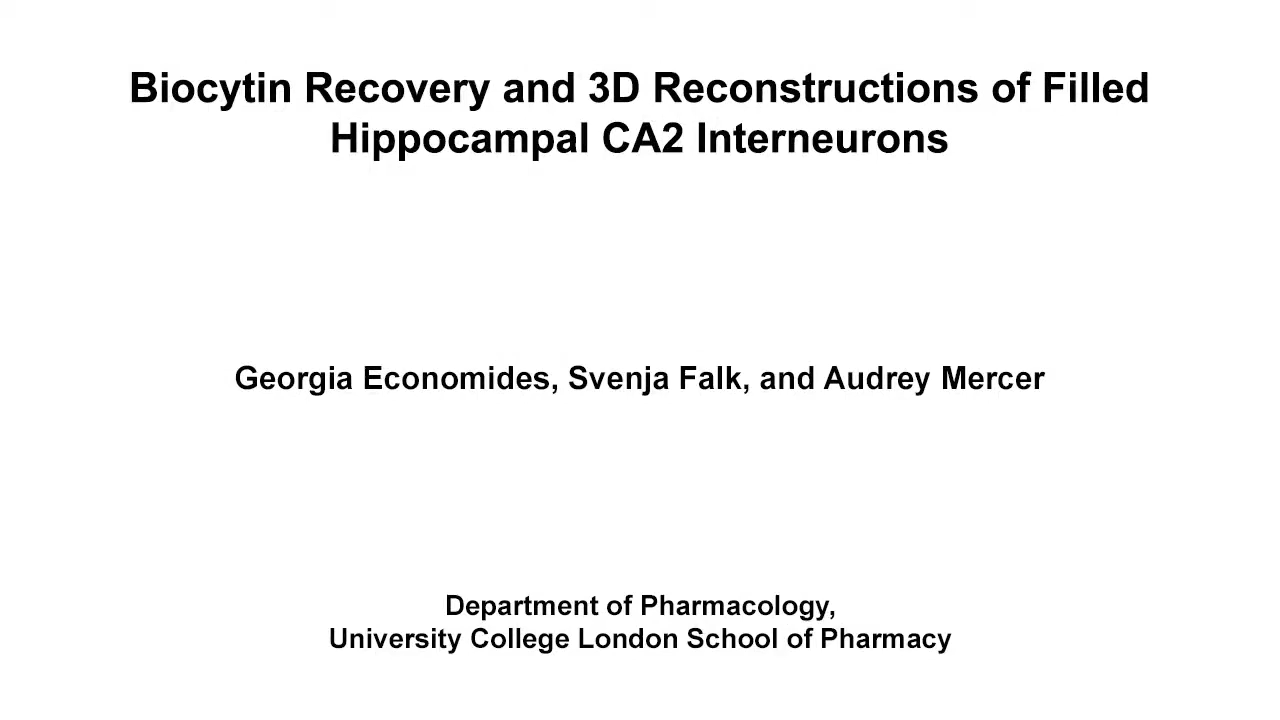 Biocytin Recovery and 3D Reconstructions of Filled
Hippocampal CA2 Interneurons
Georgia Economides, Svenja Falk, and Audrey Mercer
Department of Pharmacology,
University College London School of Pharmacy